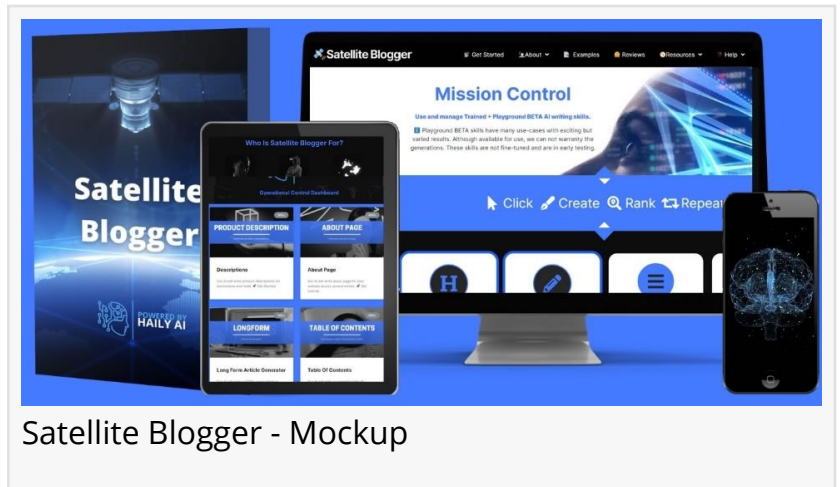 Satellite
Blogger
POWERED BY
HAILY AI
Who Is Satellite Blogger For?
Operational Control Dashboard
PRODUCT DESCRIPTION
ABOUT PAGE
Descriptions
About Page
LONGFORM
TABLE OF CONTENTS
Long Form Article Generator
Table Of Contents
Satellite Blogger
Get Started
About
Examples
Reviews
Resources
Help
Mission Control
Use and manage Trained + Playground BETA AI writing skills.
Playground BETA skills have many use-cases with exciting but
varied results. Although available for use, we can not warranty the
generations. These skills are not fine-tuned and are in early testing.
Click Create Rank Repeat
H
Satellite Blogger - Mockup